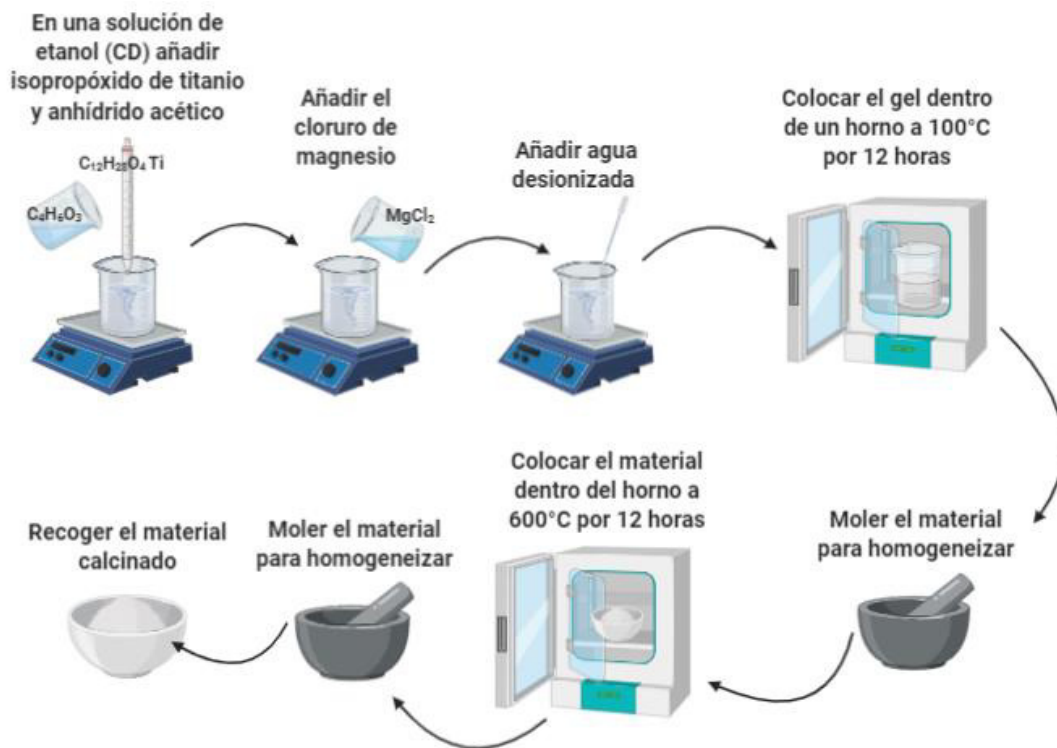 En una solución de
etanol (CD) añadir
isopropóxido de titanio
y anhídrido acético
C₁₂H₂₈O₄Ti
C₄H₆O₃
Añadir el
cloruro de
magnesio
MgCl₂
Añadir agua
desionizada
Colocar el gel dentro
de un horno a 100°C
por 12 horas
Moler el material
para homogeneizar
Colocar el material
dentro del horno a
600°C por 12 horas
Moler el material
para homogeneizar
Recoger el material
calcinado